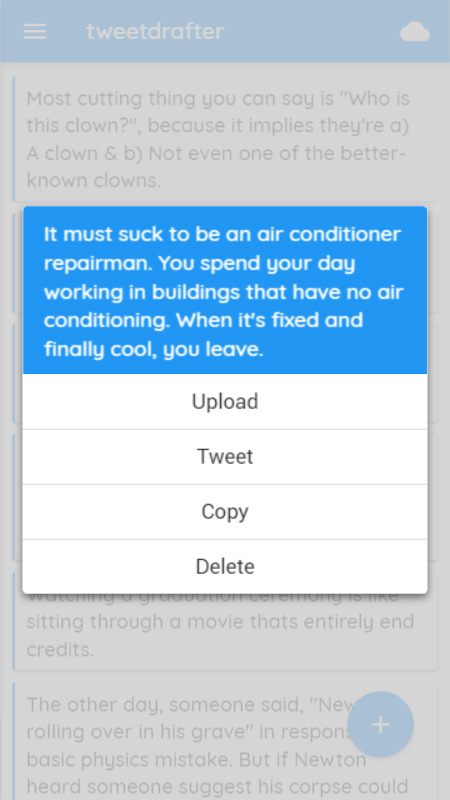 tweetdrafter
Most cutting thing you can say is "Who is
this clown?", because it implies they're a)
A clown & b) Not even one of the better-
known clowns.
It must suck to be an air conditioner
repairman. You spend your day
working in buildings that have no air
conditioning. When it's fixed and
finally cool, you leave.
Upload
Tweet
Copy
Delete
Watching a graduation ceremony is like
sitting through a movie thats entirely end
credits.
The other day, someone said, "New
rolling over in his grave" in respons
basic physics mistake. But if Newton
heard someone suggest his corpse could